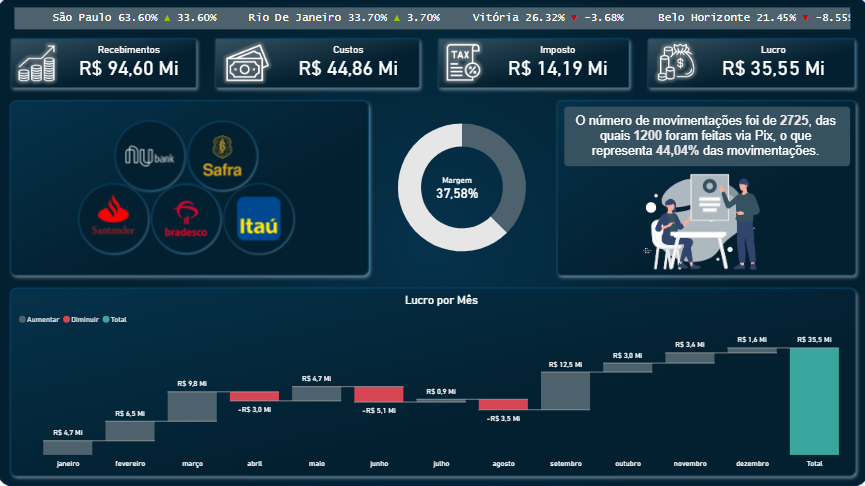 São Paulo 63.60% ▲ 33.60% Rio De Janeiro 33.70% ▲ 3.70% Vitória 26.32% ▼ -3.68% Belo Horizonte 21.45% ▼ -8.55%
Recebimentos
R$ 94,60 Mi
Custos
R$ 44,86 Mi
TAX
Imposto
R$ 14,19 Mi
Lucro
R$ 35,55 Mi
nu bank
Safra
Santander
bradesco
Itaú
Margem
37,58%
O número de movimentações foi de 2725, das
quais 1200 foram feitas via Pix, o que
representa 44,04% das movimentações.
Lucro por Mês
Aumentar Diminuir Total
R$ 4,7 Mi
R$ 6,5 Mi
R$ 9,8 Mi
-R$ 3,0 Mi
R$ 4,7 Mi
-R$ 5,1 Mi
R$ 0,9 Mi
-R$ 3,5 Mi
R$ 12,5 Mi
R$ 3,0 Mi
R$ 3,4 Mi
R$ 1,6 Mi
R$ 35,5 Mi
janeiro fevereiro março abril maio junho julho agosto setembro outubro novembro dezembro Total